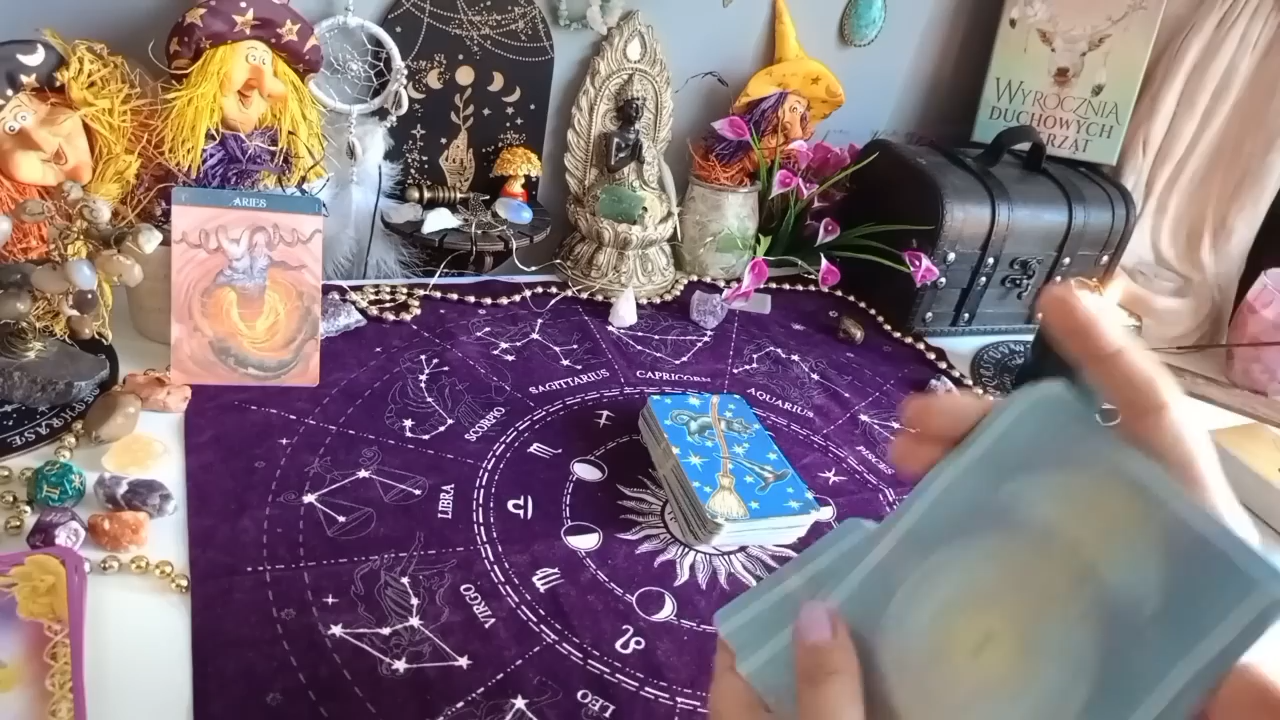 ARIES
WYROCZNIA
DUCHOWYCH
SAGITTARIUS
CAPRICORN
AQUARIUS
SCORPIO
PISCES
LIBRA
VIRGO
LEO